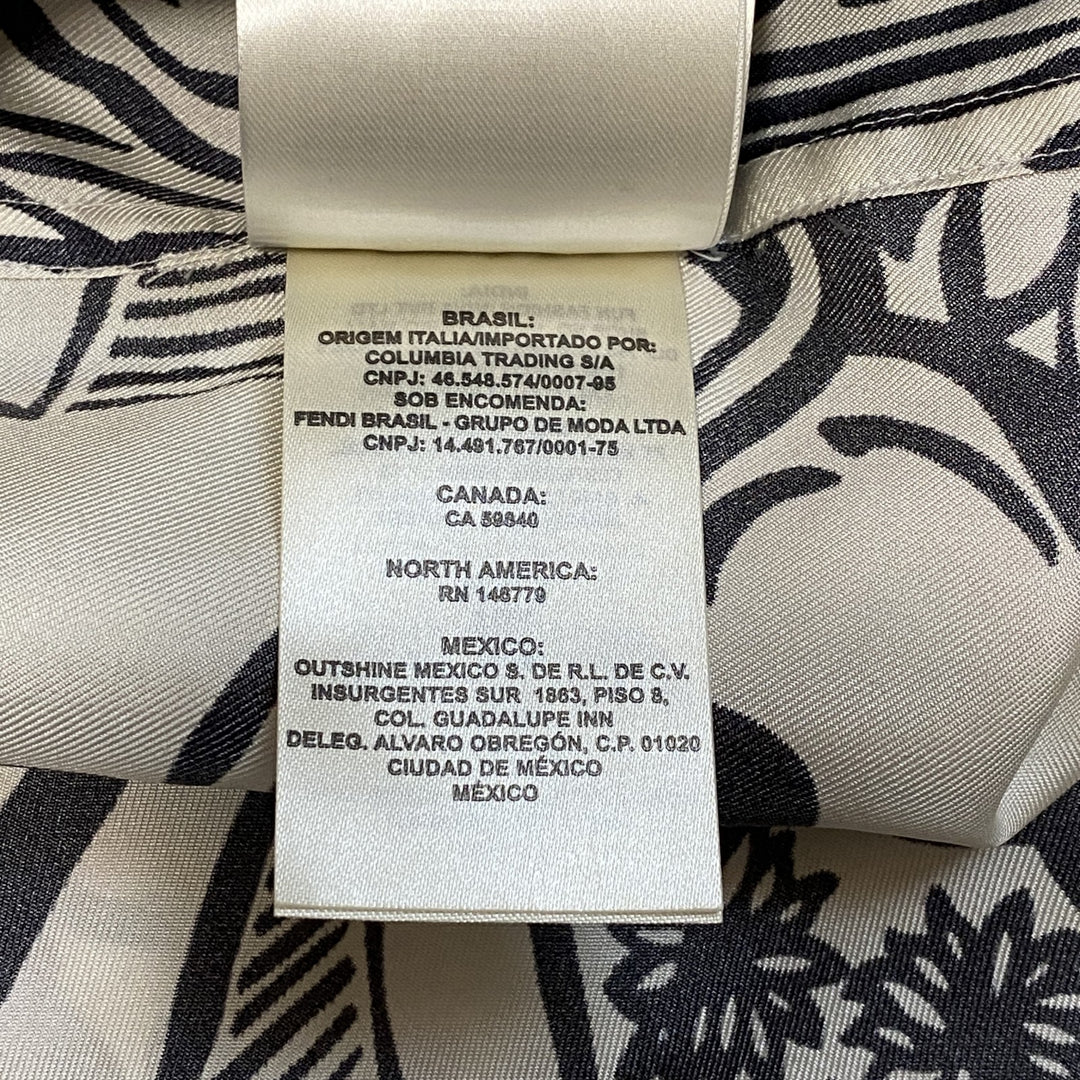 BRASIL:
ORIGEM ITALIA/IMPORTADO POR:
COLUMBIA TRADING S/A
CNPJ: 46.548.574/0007-95
SOB ENCOMENDA:
FENDI BRASIL - GRUPO DE MODA LTDA
CNPJ: 14.491.767/0001-75
CANADA:
CA 59840
NORTH AMERICA:
RN 146779
MEXICO:
OUTSHINE MEXICO S. DE R.L. DE C.V.
INSURGENTES SUR 1863, PISO 8,
COL. GUADALUPE INN
DELEG. ALVARO OBREGÓN, C.P. 01020
CIUDAD DE MÉXICO
MÉXICO